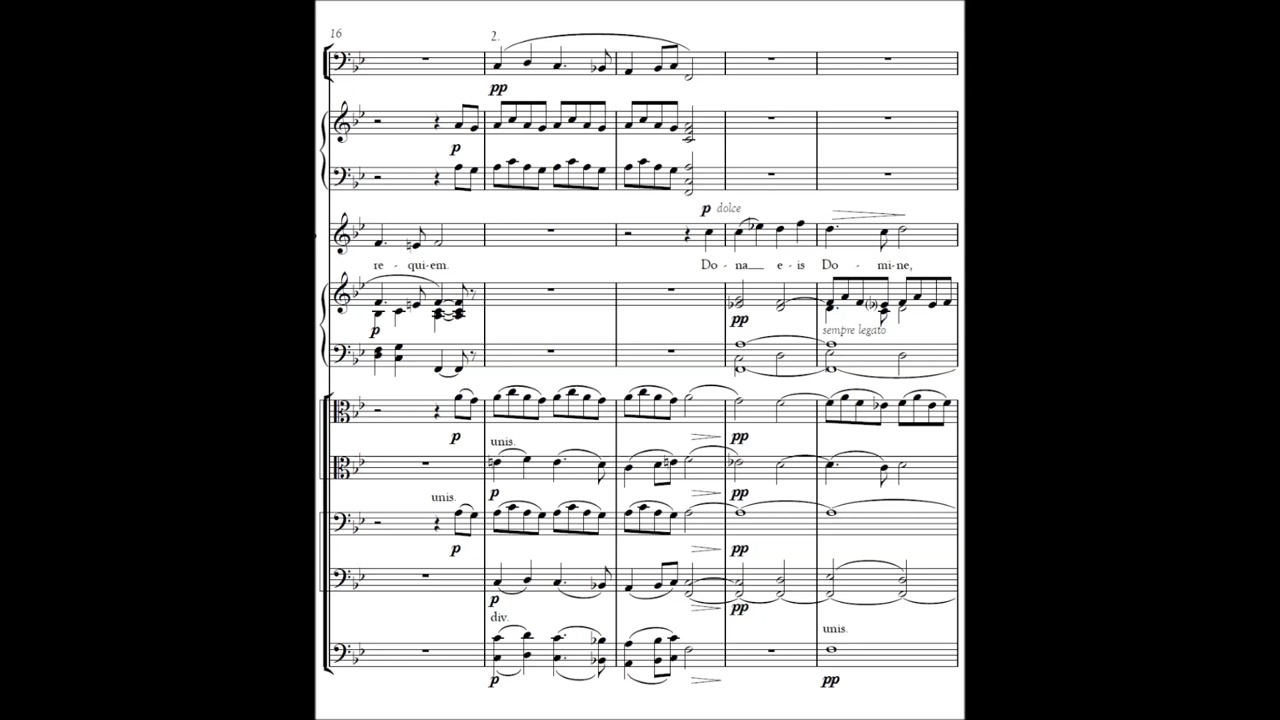 16
2.
pp
p
p dolce
re - qui-em. Do - na__ e - is Do - mi-ne,
p
pp
sempre legato
p
pp
unis.
p
pp
unis.
p
pp
p
pp
div.
unis.
p
pp